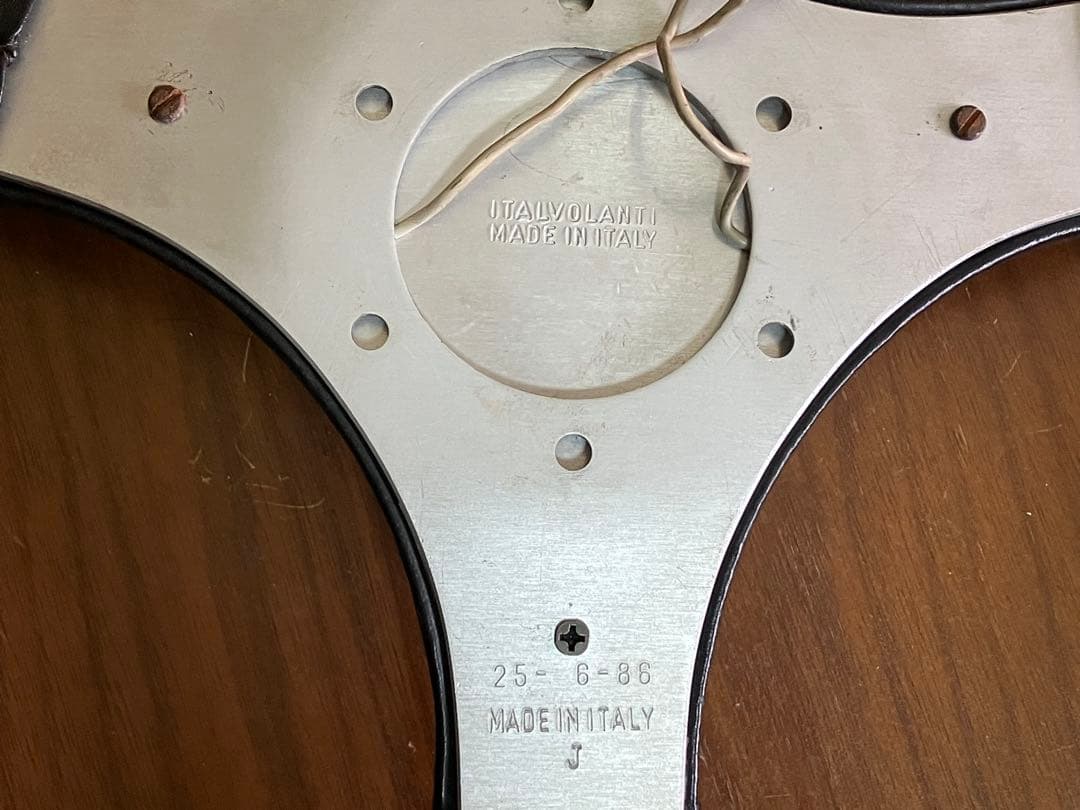 ITALVOLANTI
MADE IN ITALY
25- 6-86
MADE IN ITALY
J